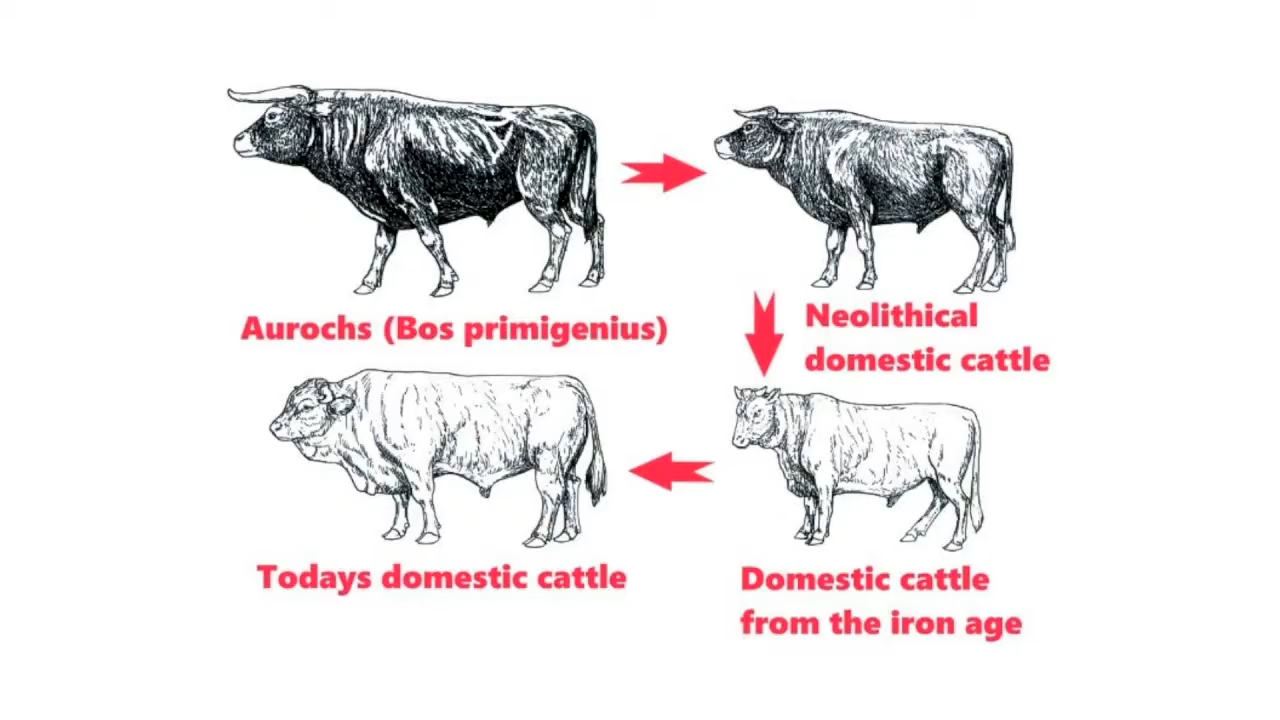 Aurochs (Bos primigenius)
Neolithical
domestic cattle
Todays domestic cattle
Domestic cattle
from the iron age